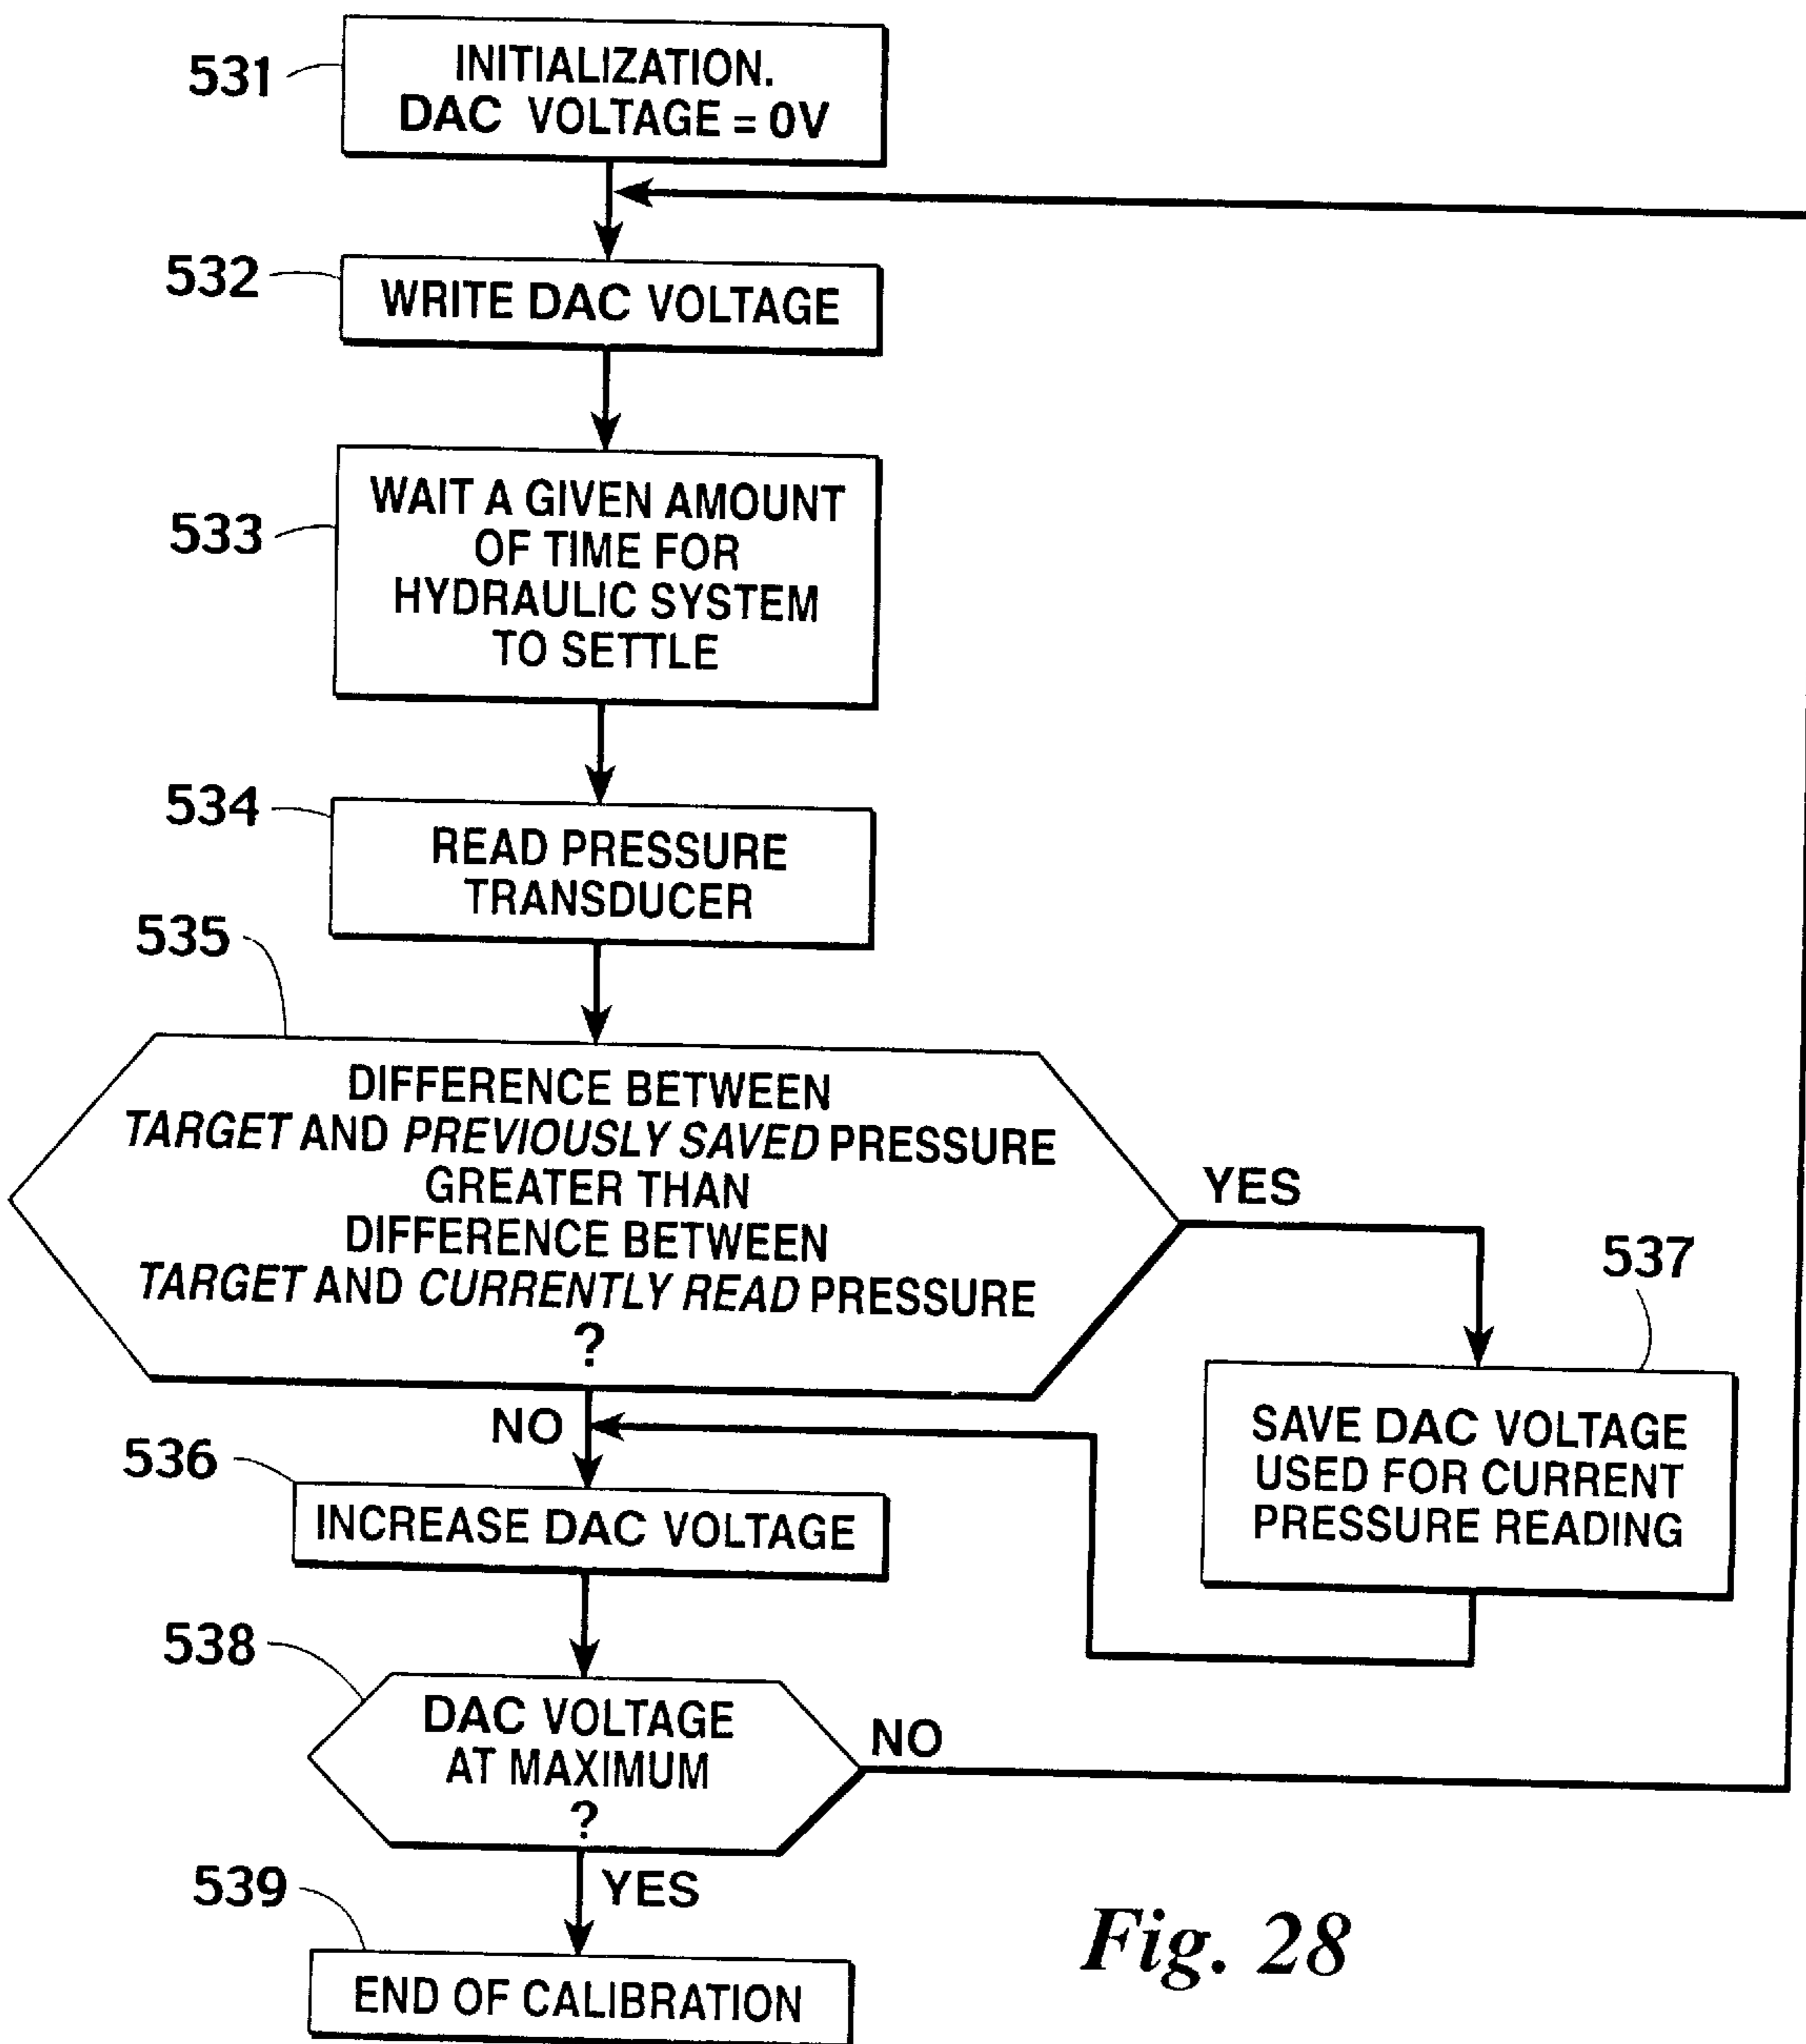 531
INITIALIZATION.
DAC VOLTAGE = 0V
532
WRITE DAC VOLTAGE
533
WAIT A GIVEN AMOUNT
OF TIME FOR
HYDRAULIC SYSTEM
TO SETTLE
534
READ PRESSURE
TRANSDUCER
535
DIFFERENCE BETWEEN
TARGET AND PREVIOUSLY SAVED PRESSURE
GREATER THAN
DIFFERENCE BETWEEN
TARGET AND CURRENTLY READ PRESSURE
?
YES
537
SAVE DAC VOLTAGE
USED FOR CURRENT
PRESSURE READING
NO
536
INCREASE DAC VOLTAGE
538
DAC VOLTAGE
AT MAXIMUM
?
NO
YES
539
END OF CALIBRATION
Fig. 28